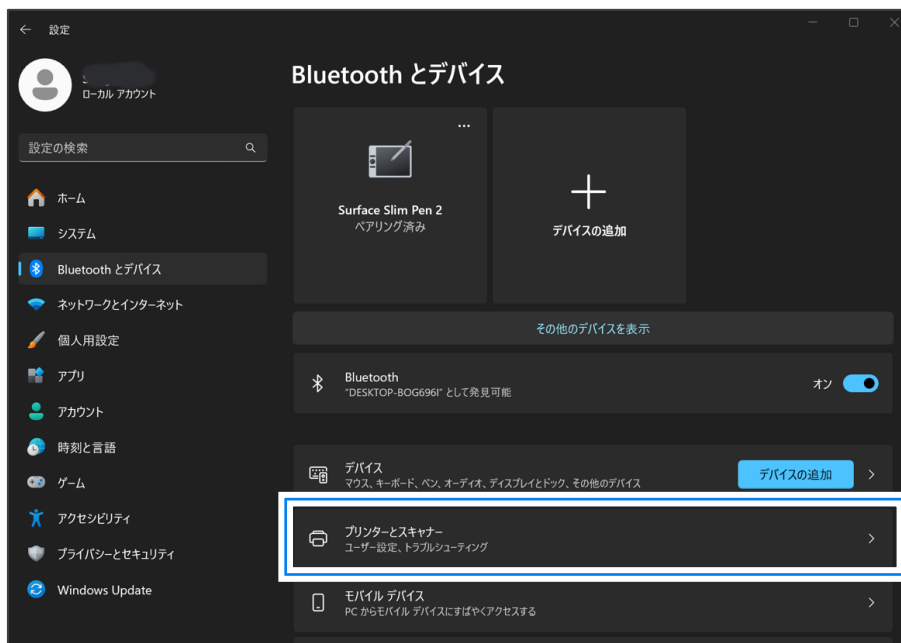 設定
ローカル アカウント
設定の検索
ホーム
システム
Bluetooth とデバイス
ネットワークとインターネット
個人用設定
アプリ
アカウント
時刻と言語
ゲーム
アクセシビリティ
プライバシーとセキュリティ
Windows Update
Bluetooth とデバイス
Surface Slim Pen 2
ペアリング済み
デバイスの追加
その他のデバイスを表示
Bluetooth
"DESKTOP-BOG696I" として発見可能
オン
デバイス
マウス、キーボード、ペン、オーディオ、ディスプレイとドック、その他のデバイス
デバイスの追加
プリンターとスキャナー
ユーザー設定、トラブルシューティング
モバイル デバイス
PC からモバイル デバイスにすばやくアクセスする